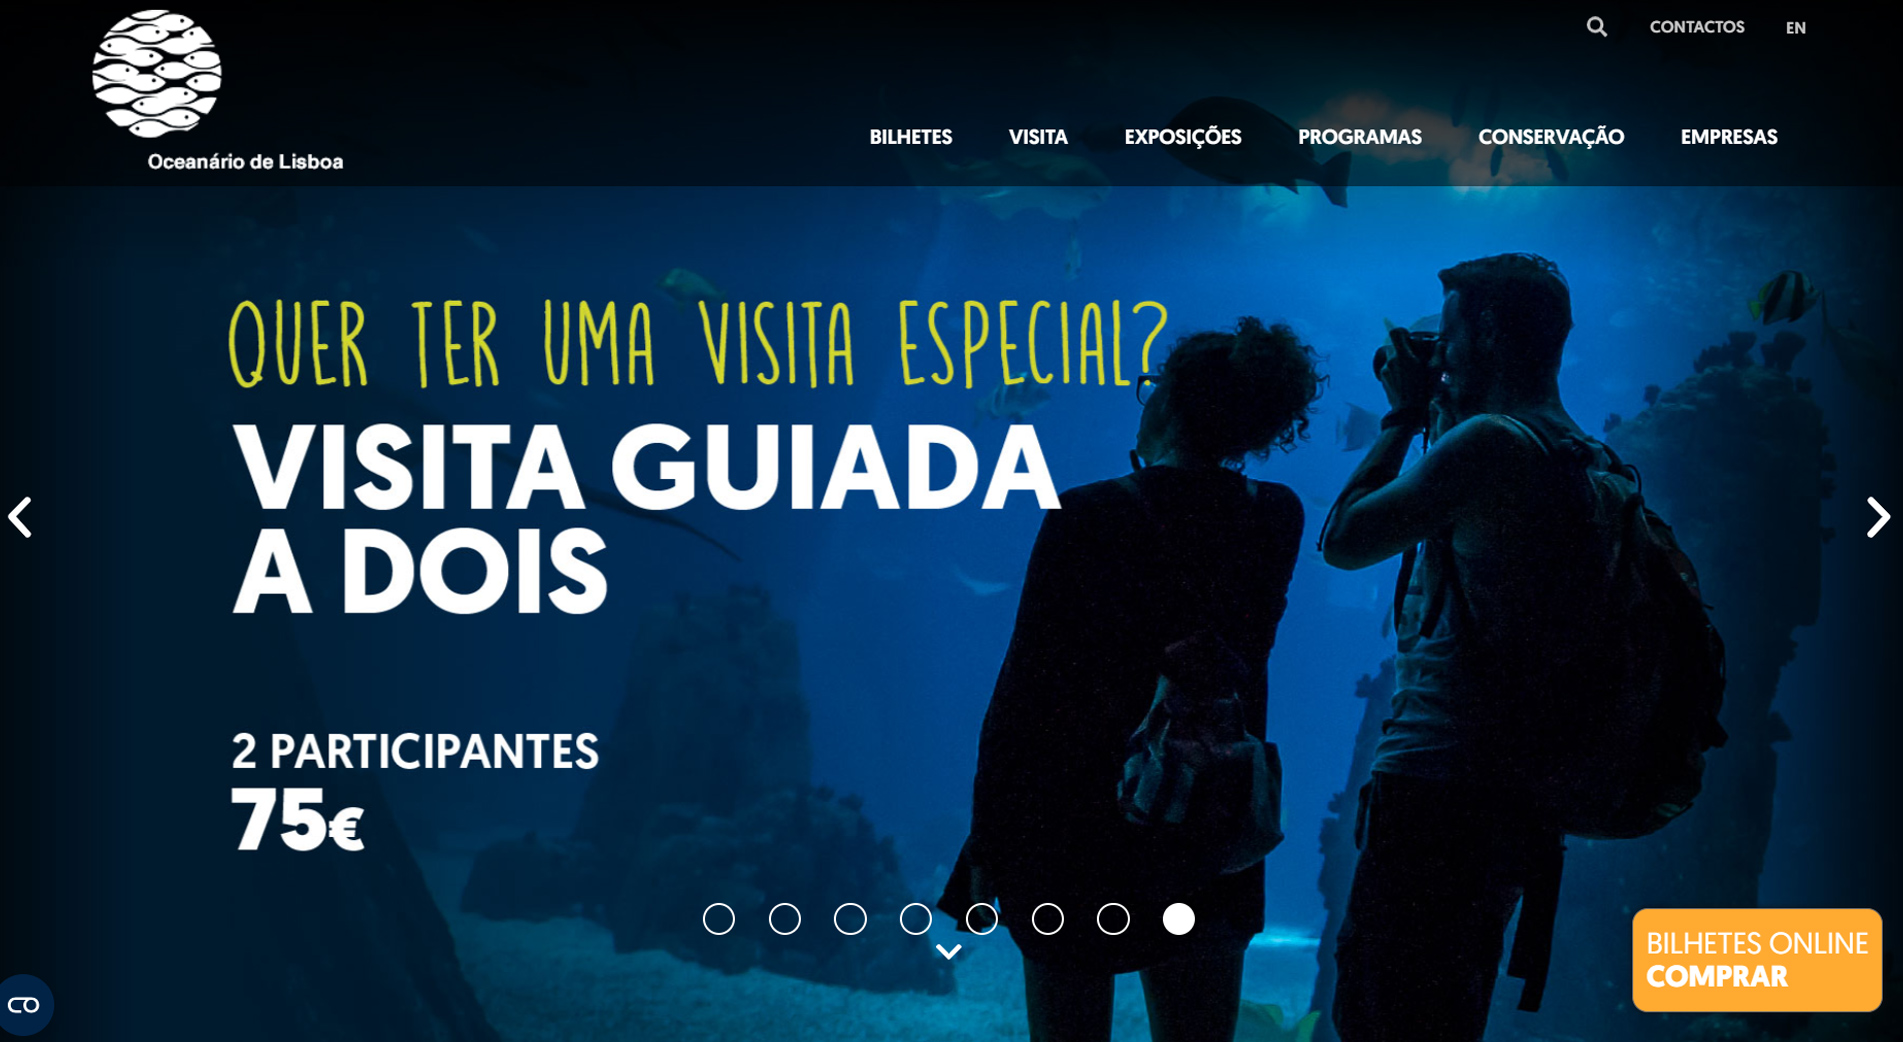 CONTACTOS
EN
Oceanário de Lisboa
BILHETES
VISITA
EXPOSIÇÕES
PROGRAMAS
CONSERVAÇÃO
EMPRESAS
QUER TER UMA VISITA ESPECIAL?
VISITA GUIADA
A DOIS
2 PARTICIPANTES
75€
BILHETES ONLINE
COMPRAR